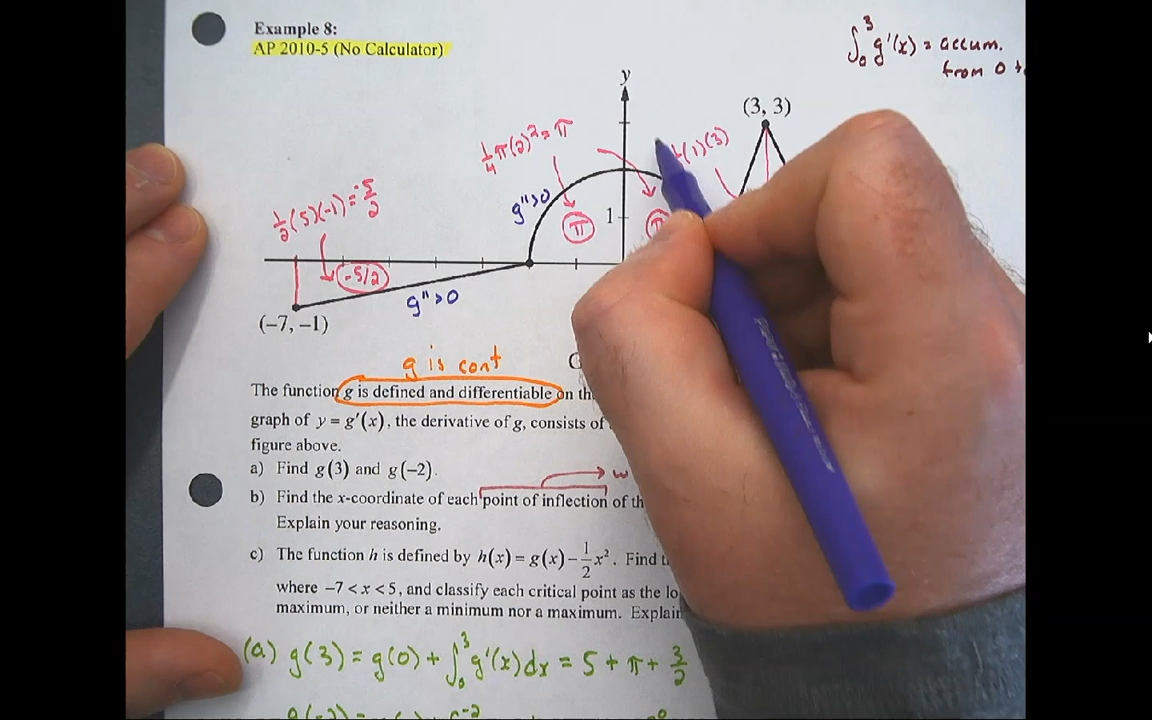 Example 8:
AP 2010-5 (No Calculator)
∫₀³ g'(x) = accum.
from 0
y
(3, 3)
¼π(2)² = π
(1)(3)
½(5)(-1) = -5/2
g" > 0
1
π
π
-5/2
g" > 0
(−7, −1)
g is cont
The function g is defined and differentiable on
graph of y = g′(x), the derivative of g, consists of
figure above.
a) Find g(3) and g(−2).
b) Find the x-coordinate of each point of inflection of
Explain your reasoning.
c) The function h is defined by h(x) = g(x) − 1/2 x². Find
where −7 < x < 5, and classify each critical point as the
maximum, or neither a minimum nor a maximum. Explain
(a) g(3) = g(0) + ∫₀³ g'(x)dx = 5 + π + 3/2